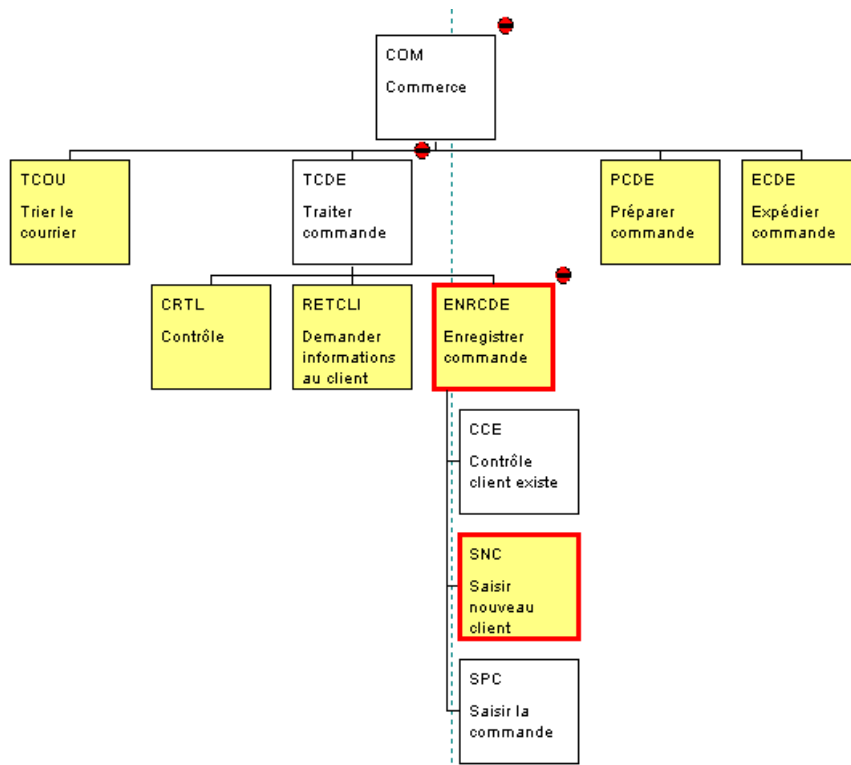 COM
Commerce
TCOU
Trier le
courrier
TCDE
Traiter
commande
PCDE
Préparer
commande
ECDE
Expédier
commande
CRTL
Contrôle
RETCLI
Demander
informations
au client
ENRCDE
Enregistrer
commande
CCE
Contrôle
client existe
SNC
Saisir
nouveau
client
SPC
Saisir la
commande